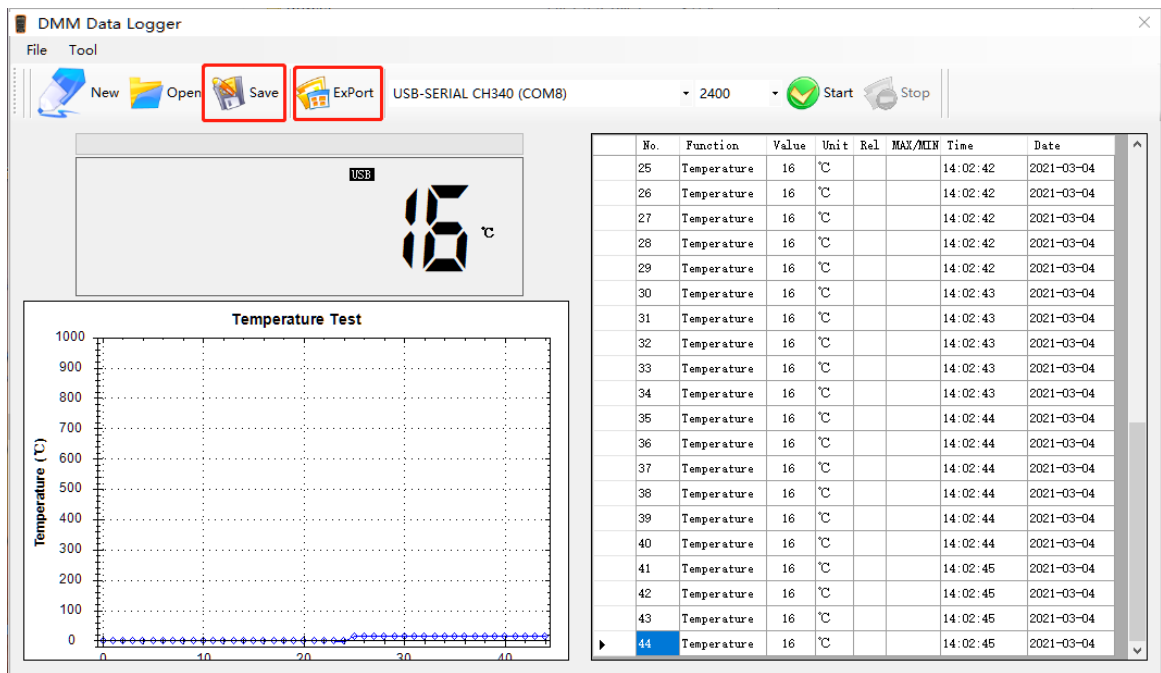 DMM Data Logger
File Tool
New Open Save ExPort USB-SERIAL CH340 (COM8) 2400 Start Stop
USB
16 ℃
Temperature Test
Temperature (℃)
1000
900
800
700
600
500
400
300
200
100
0
0 10 20 30 40
No. Function Value Unit Rel MAX/MIN Time Date
25 Temperature 16 ℃ 14:02:42 2021-03-04
26 Temperature 16 ℃ 14:02:42 2021-03-04
27 Temperature 16 ℃ 14:02:42 2021-03-04
28 Temperature 16 ℃ 14:02:42 2021-03-04
29 Temperature 16 ℃ 14:02:42 2021-03-04
30 Temperature 16 ℃ 14:02:43 2021-03-04
31 Temperature 16 ℃ 14:02:43 2021-03-04
32 Temperature 16 ℃ 14:02:43 2021-03-04
33 Temperature 16 ℃ 14:02:43 2021-03-04
34 Temperature 16 ℃ 14:02:43 2021-03-04
35 Temperature 16 ℃ 14:02:44 2021-03-04
36 Temperature 16 ℃ 14:02:44 2021-03-04
37 Temperature 16 ℃ 14:02:44 2021-03-04
38 Temperature 16 ℃ 14:02:44 2021-03-04
39 Temperature 16 ℃ 14:02:44 2021-03-04
40 Temperature 16 ℃ 14:02:44 2021-03-04
41 Temperature 16 ℃ 14:02:45 2021-03-04
42 Temperature 16 ℃ 14:02:45 2021-03-04
43 Temperature 16 ℃ 14:02:45 2021-03-04
44 Temperature 16 ℃ 14:02:45 2021-03-04